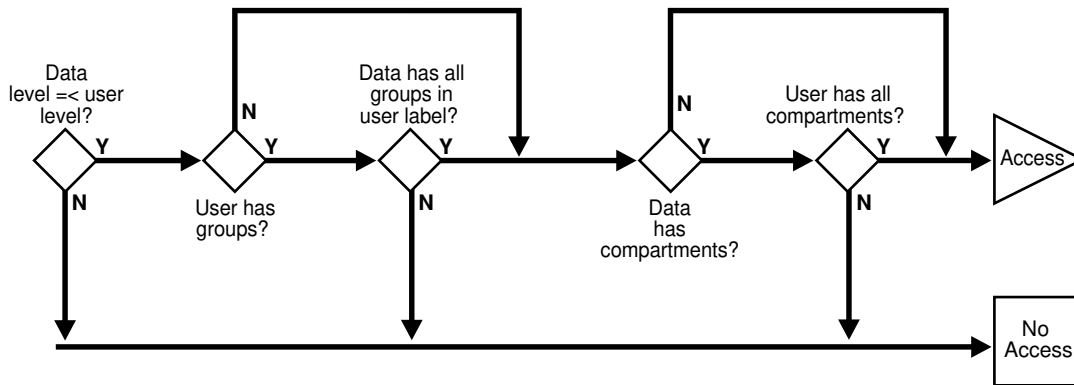 Data
level =< user
level?
Y
N
User has
groups?
N
Y
Data has all
groups in
user label?
Y
N
Data
has
compartments?
N
Y
User has all
compartments?
Y
N
Access
No
Access